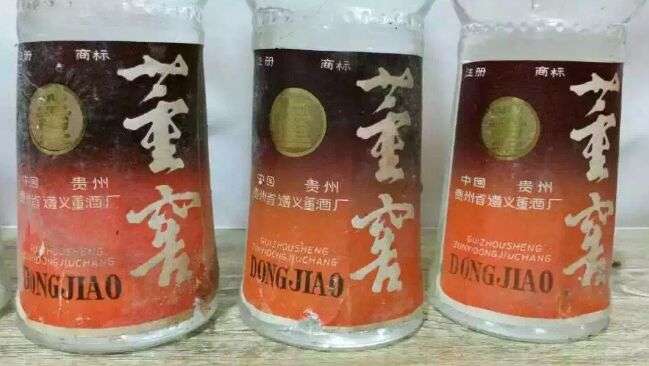 注册 商标
董窖
中国 贵州
贵州省遵义董酒厂
GUIZHOUSHENG
ZUNYIDONGJIUCHANG
DONGJIAO
注册 商标
董窖
中国 贵州
贵州省遵义董酒厂
GUIZHOUSHENG
ZUNYIDONGJIUCHANG
DONGJIAO
注册 商标
董窖
中国 贵州
贵州省遵义董酒厂
GUIZHOUSHENG
ZUNYIDONGJIUCHANG
DONGJIAO